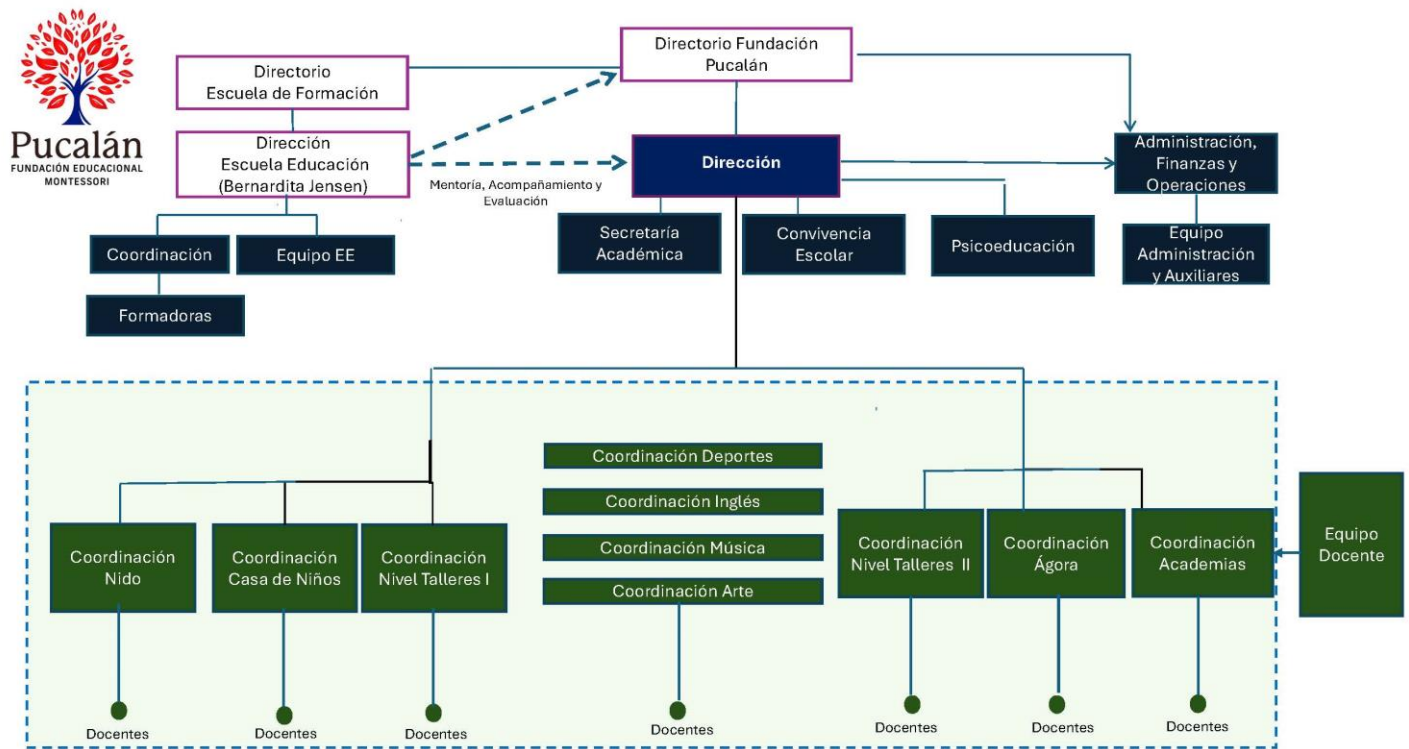 Pucalán
FUNDACIÓN EDUCACIONAL
MONTESSORI
Directorio
Escuela de Formación
Directorio Fundación
Pucalán
Dirección
Escuela Educación
(Bernardita Jensen)
Mentoría, Acompañamiento y
Evaluación
Dirección
Administración,
Finanzas y
Operaciones
Coordinación
Equipo EE
Formadoras
Secretaría
Académica
Convivencia
Escolar
Psicoeducación
Equipo
Administración
y Auxiliares
Coordinación Deportes
Coordinación Inglés
Coordinación Música
Coordinación Arte
Coordinación
Nido
Coordinación
Casa de Niños
Coordinación
Nivel Talleres I
Coordinación
Nivel Talleres II
Coordinación
Ágora
Coordinación
Academias
Equipo
Docente
Docentes
Docentes
Docentes
Docentes
Docentes
Docentes
Docentes